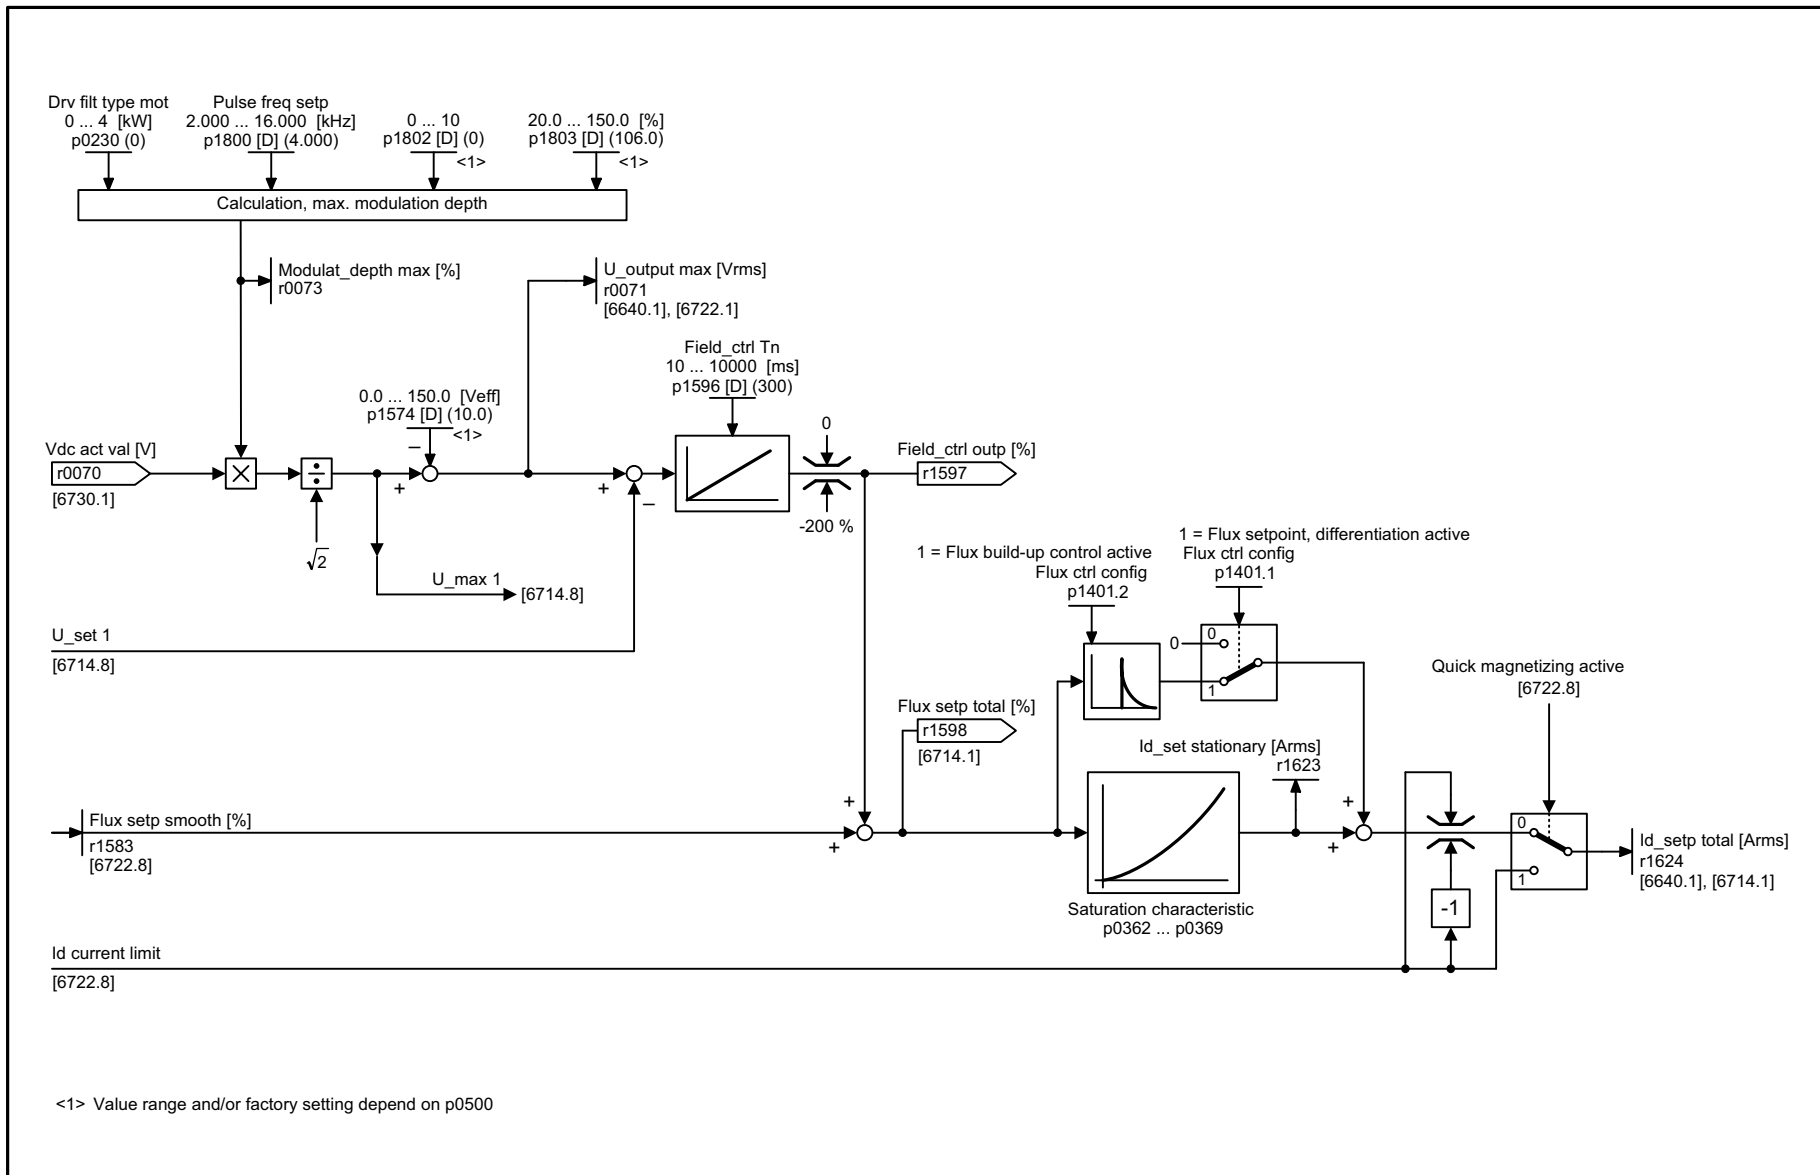 Drv filt type mot
0 ... 4 [kW]
p0230 (0)
Pulse freq setp
2.000 ... 16.000 [kHz]
p1800 [D] (4.000)
0 ... 10
p1802 [D] (0)
<1>
20.0 ... 150.0 [%]
p1803 [D] (106.0)
<1>
Calculation, max. modulation depth
Modulat_depth max [%]
r0073
U_output max [Vrms]
r0071
[6640.1], [6722.1]
Field_ctrl Tn
10 ... 10000 [ms]
p1596 [D] (300)
0.0 ... 150.0 [Veff]
p1574 [D] (10.0)
<1>
–
0
Vdc act val [V]
r0070
[6730.1]
×
÷
√2
+
+
–
-200 %
Field_ctrl outp [%]
r1597
U_max 1
[6714.8]
U_set 1
[6714.8]
1 = Flux build-up control active
Flux ctrl config
p1401.2
1 = Flux setpoint, differentiation active
Flux ctrl config
p1401.1
0
0
1
Quick magnetizing active
[6722.8]
Flux setp total [%]
r1598
[6714.1]
Id_set stationary [Arms]
r1623
Flux setp smooth [%]
r1583
[6722.8]
+
+
+
+
Saturation characteristic
p0362 ... p0369
-1
0
1
Id_setp total [Arms]
r1624
[6640.1], [6714.1]
Id current limit
[6722.8]
<1> Value range and/or factory setting depend on p0500